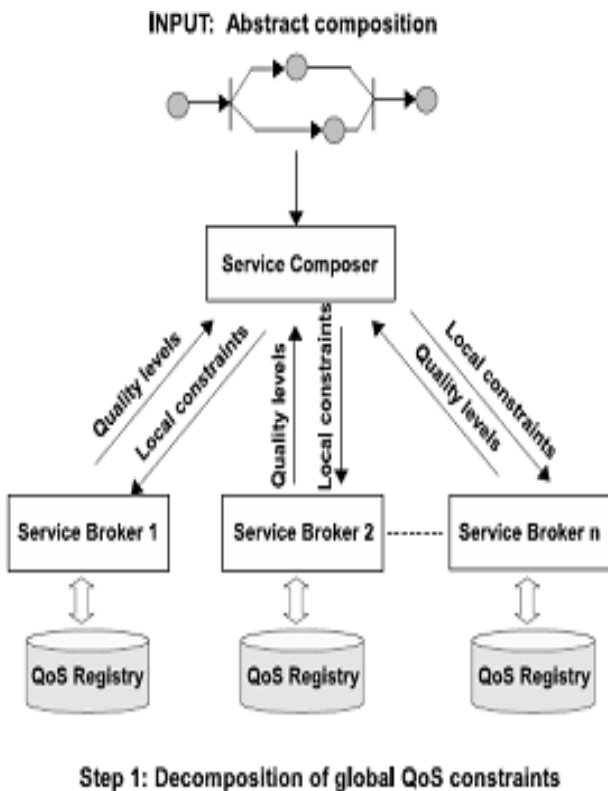 INPUT: Abstract composition
Service Composer
Quality levels
Local constraints
Quality levels
Local constraints
Local constraints
Quality levels
Service Broker 1
Service Broker 2
Service Broker n
QoS Registry
QoS Registry
QoS Registry
Step 1: Decomposition of global QoS constraints